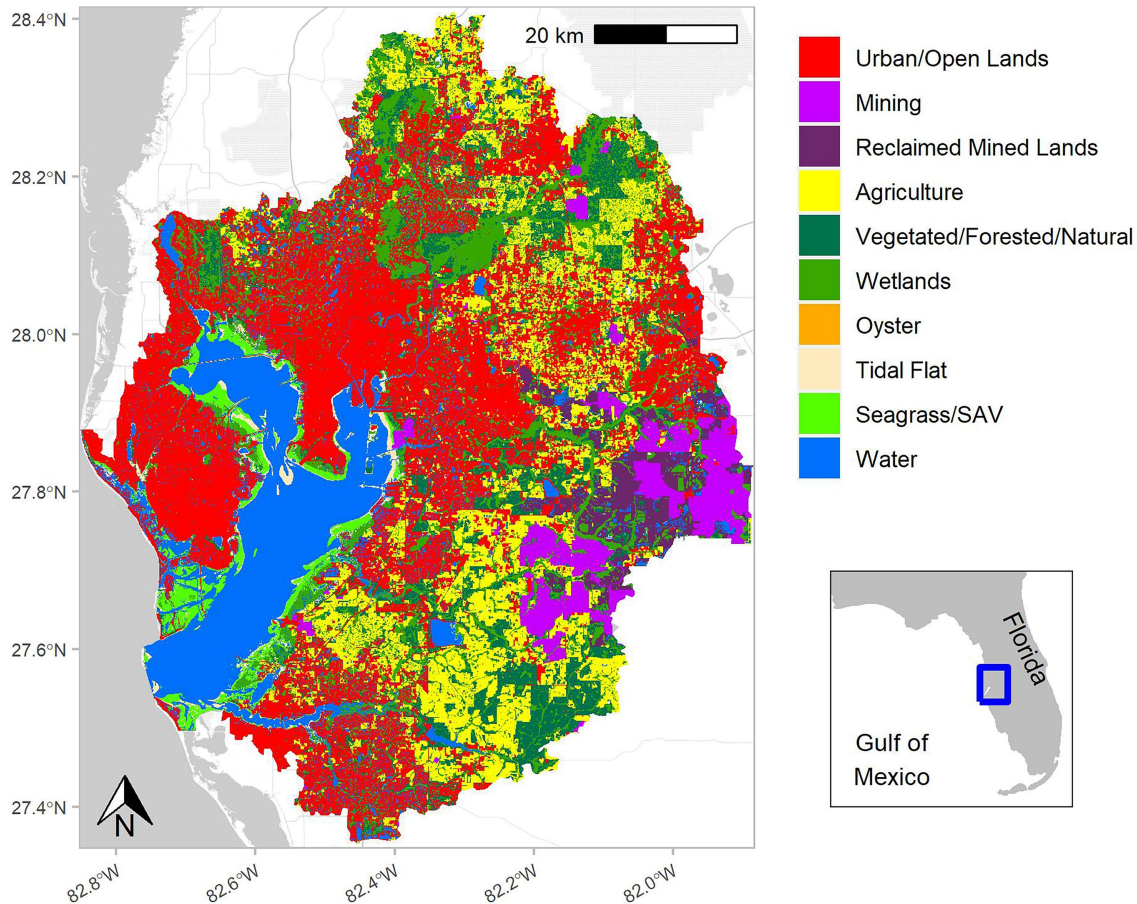 28.4°N
28.2°N
28.0°N
27.8°N
27.6°N
27.4°N
82.8°W
82.6°W
82.4°W
82.2°W
82.0°W
20 km
N
Urban/Open Lands
Mining
Reclaimed Mined Lands
Agriculture
Vegetated/Forested/Natural
Wetlands
Oyster
Tidal Flat
Seagrass/SAV
Water
Florida
Gulf of
Mexico